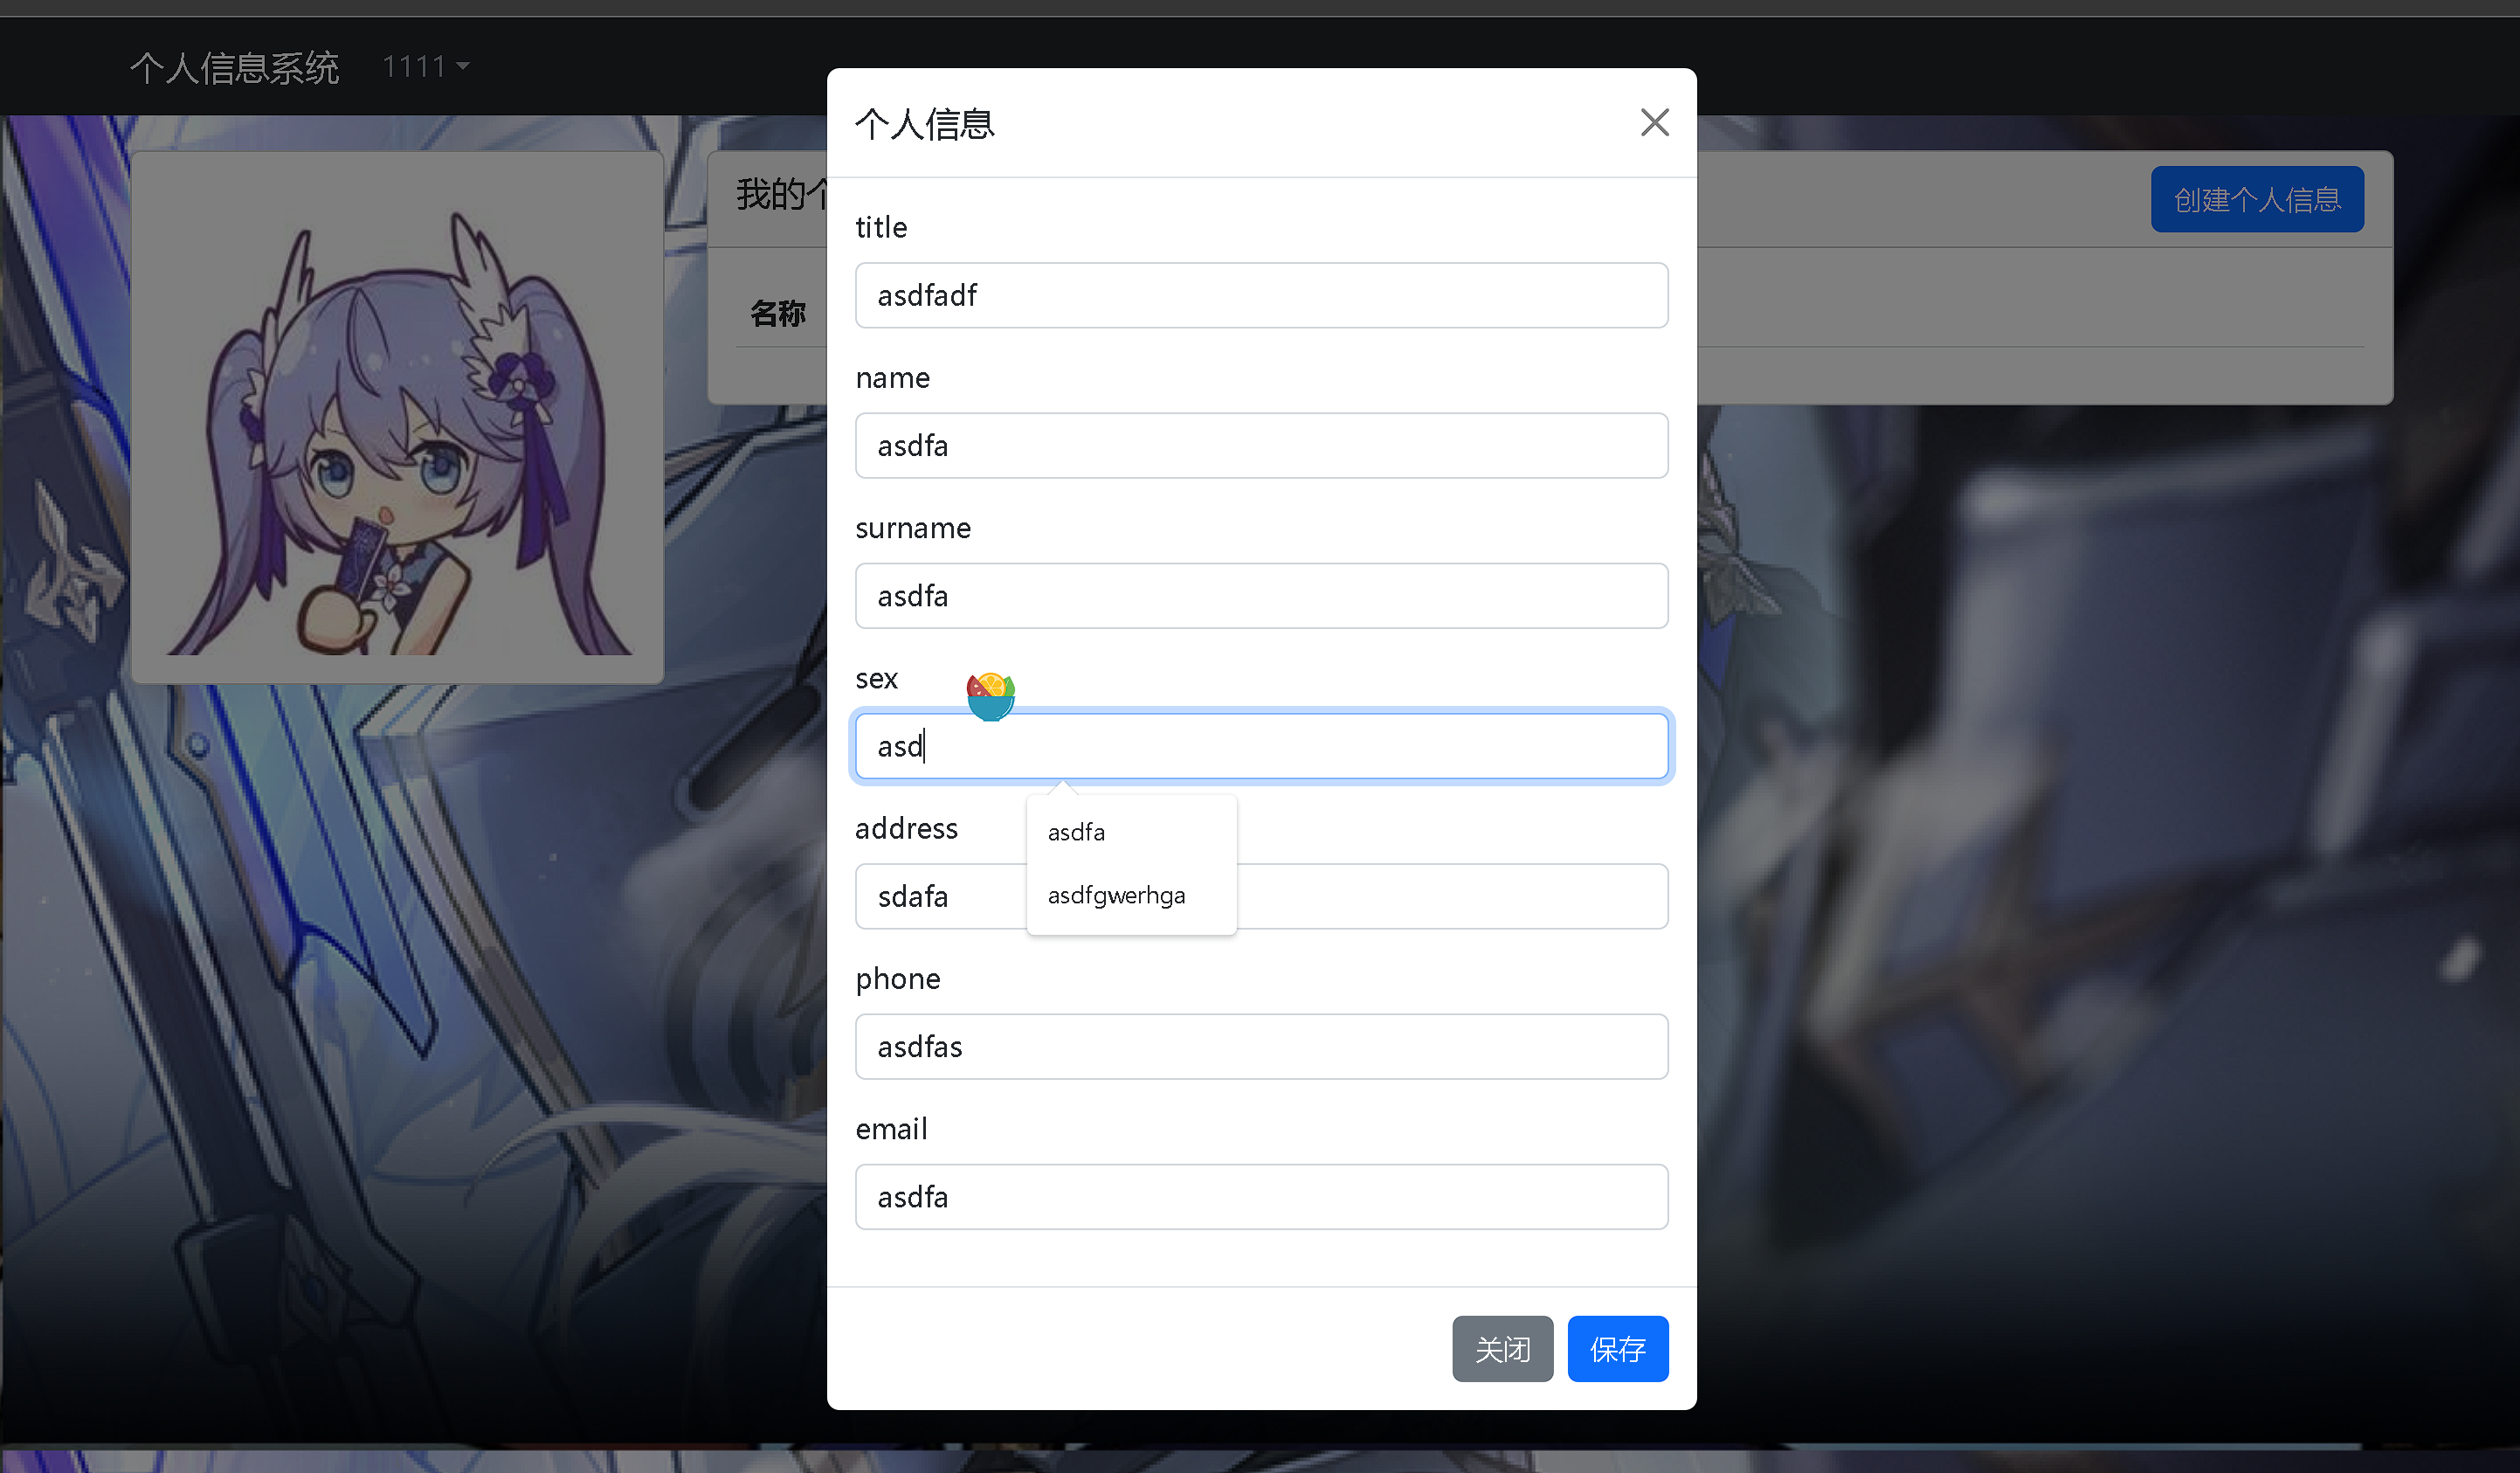 个人信息系统 1111
个人信息
我的个
创建个人信息
名称
title
asdfadf
name
asdfa
surname
asdfa
sex
asd
asdfa
asdfgwerhga
address
sdafa
phone
asdfas
email
asdfa
关闭 保存